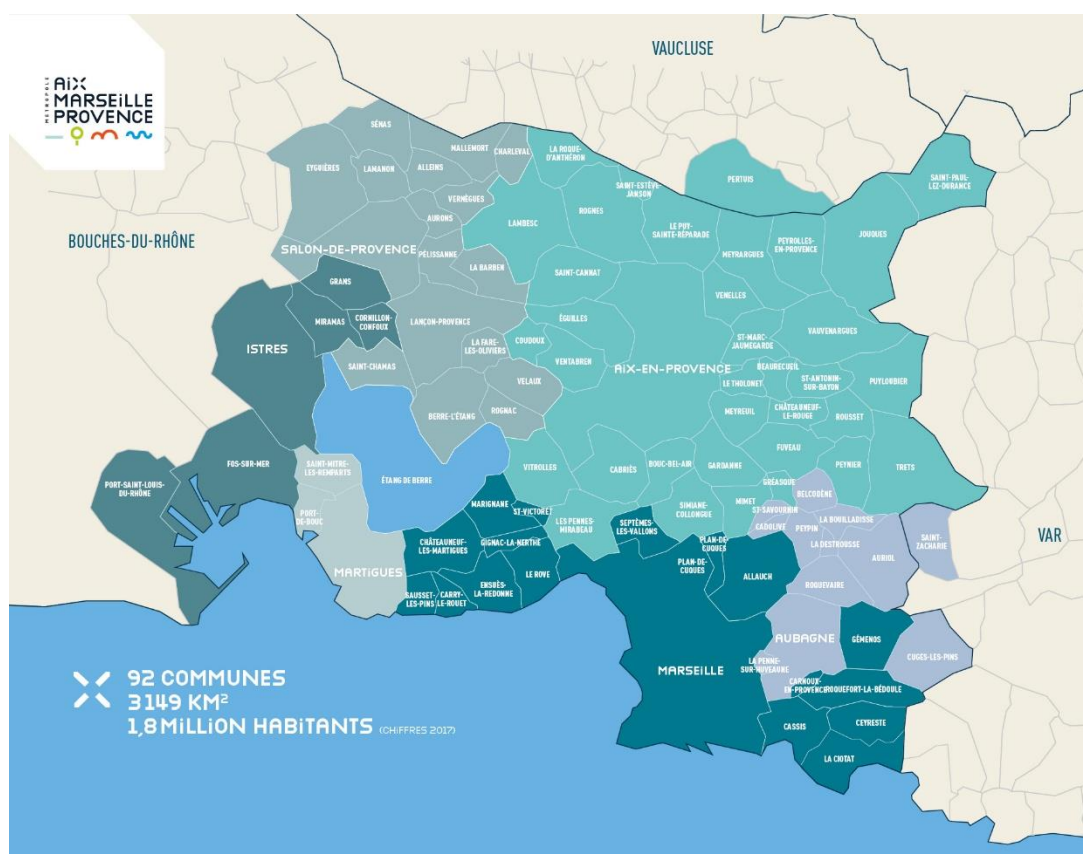 MÉTROPOLE
AIX
MARSEILLE
PROVENCE
VAUCLUSE
BOUCHES-DU-RHÔNE
VAR
SÉNAS
MALLEMORT
CHARLEVAL
EYGUIÈRES
LAMANON
ALLEINS
VERNÈGUES
AURONS
SALON-DE-PROVENCE
PÉLISSANNE
LA BARBEN
GRANS
MIRAMAS
CORNILLON-
CONFOUX
LANÇON-PROVENCE
LA FARE-
LES-OLIVIERS
ISTRES
SAINT-CHAMAS
VELAUX
BERRE-L'ÉTANG
ROGNAC
LA ROQUE-
D'ANTHÉRON
SAINT-ESTÈVE-
JANSON
PERTUIS
SAINT-PAUL-
LEZ-DURANCE
LAMBESC
ROGNES
LE PUY-
SAINTE-RÉPARADE
MEYRARGUES
PEYROLLES-
EN-PROVENCE
JOUQUES
SAINT-CANNAT
VENELLES
ÉGUILLES
COUDOUX
VENTABREN
ST-MARC-
JAUMEGARDE
VAUVENARGUES
AIX-EN-PROVENCE
BEAURECUEIL
LE THOLONET
ST-ANTONIN-
SUR-BAYON
PUYLOUBIER
MEYREUIL
CHÂTEAUNEUF-
LE-ROUGE
ROUSSET
FUVEAU
VITROLLES
CABRIÈS
BOUC-BEL-AIR
GARDANNE
PEYNIER
TRETS
GRÉASQUE
BELCODÈNE
MIMET
SIMIANE-
COLLONGUE
ST-SAVOURNIN
CADOLIVE
PEYPIN
LA BOUILLADISSE
LA DESTROUSSE
AURIOL
SAINT-
ZACHARIE
FOS-SUR-MER
SAINT-MITRE-
LES-REMPARTS
ÉTANG DE BERRE
PORT-SAINT-LOUIS-
DU-RHÔNE
PORT-
DE-BOUC
MARTIGUES
MARIGNANE
ST-VICTORET
LES PENNES-
MIRABEAU
SEPTÈMES-
LES-VALLONS
CHÂTEAUNEUF-
LES-MARTIGUES
GIGNAC-LA-NERTHE
SAUSSET-
LES-PINS
CARRY-
LE-ROUET
ENSUÈS-
LA-REDONNE
LE ROVE
PLAN-DE-
CUQUES
PLAN-DE-
CUQUES
ALLAUCH
ROQUEVAIRE
AUBAGNE
GÉMENOS
CUGES-LES-PINS
MARSEILLE
LA PENNE-
SUR-HUVEAUNE
CARNOUX-
EN-PROVENCE
ROQUEFORT-LA-BÉDOULE
CASSIS
CEYRESTE
LA CIOTAT
92 COMMUNES
3149 KM²
1,8 MILLION HABITANTS (CHIFFRES 2017)